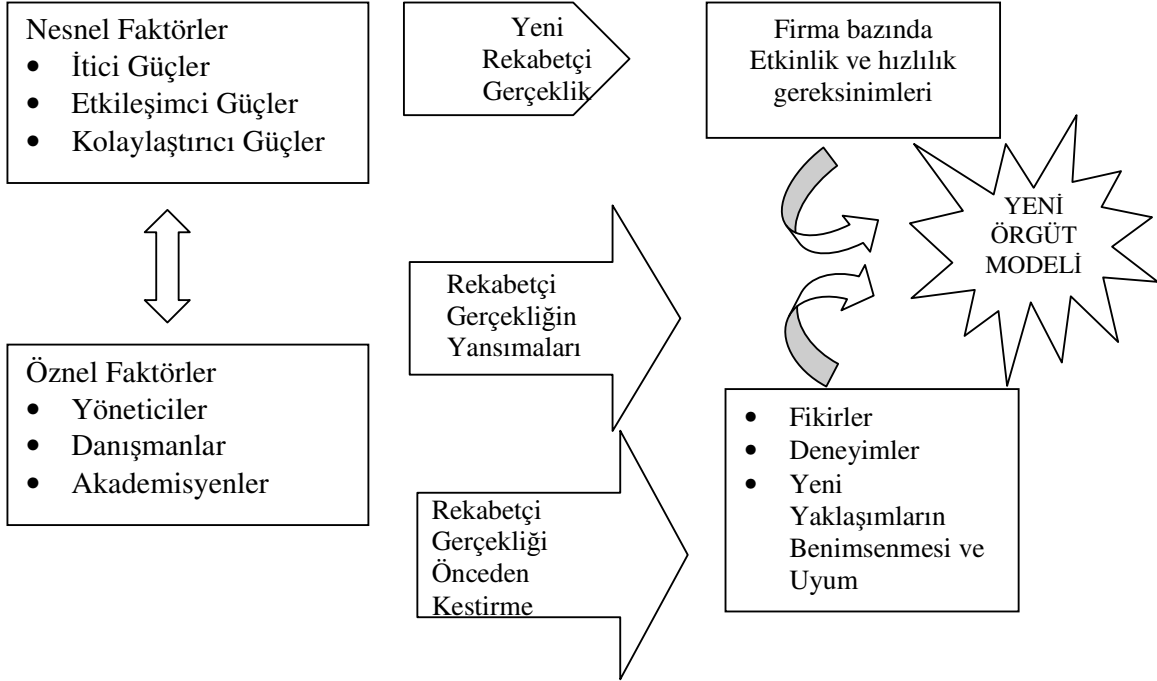 Nesnel Faktörler
• İtici Güçler
• Etkileşimci Güçler
• Kolaylaştırıcı Güçler
Yeni
Rekabetçi
Gerçeklik
Firma bazında
Etkinlik ve hızlılık
gereksinimleri
YENİ
ÖRGÜT
MODELİ
Rekabetçi
Gerçekliğin
Yansımaları
Öznel Faktörler
• Yöneticiler
• Danışmanlar
• Akademisyenler
Rekabetçi
Gerçekliği
Önceden
Kestirme
• Fikirler
• Deneyimler
• Yeni
Yaklaşımların
Benimsenmesi ve
Uyum